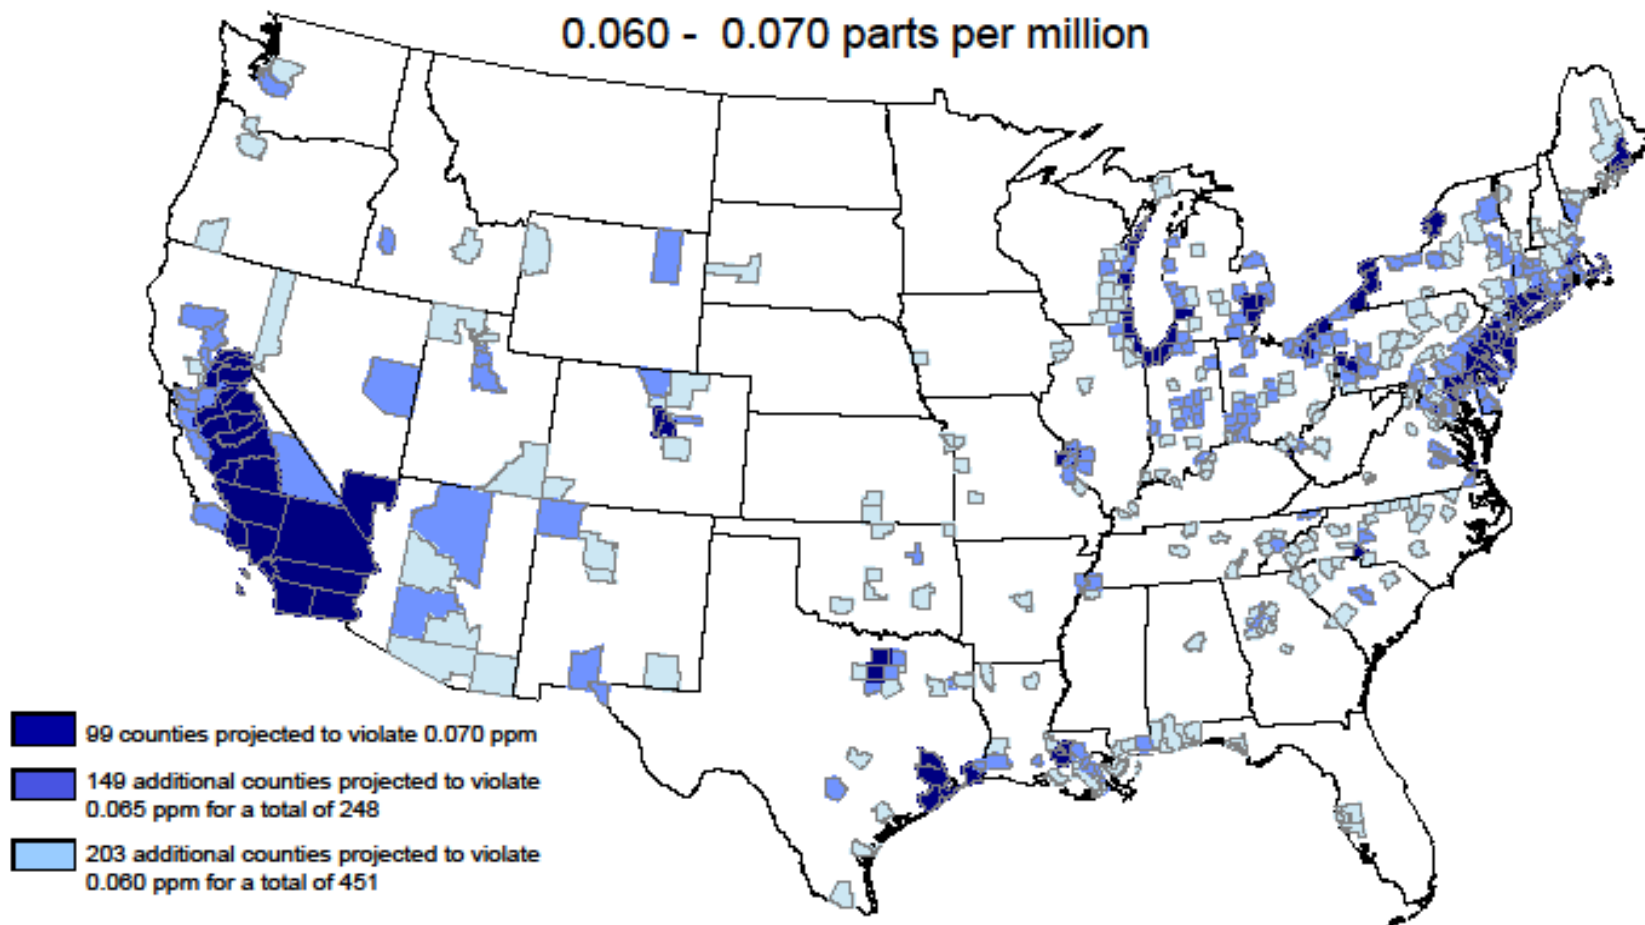 0.060 - 0.070 parts per million
99 counties projected to violate 0.070 ppm
149 additional counties projected to violate
0.065 ppm for a total of 248
203 additional counties projected to violate
0.060 ppm for a total of 451